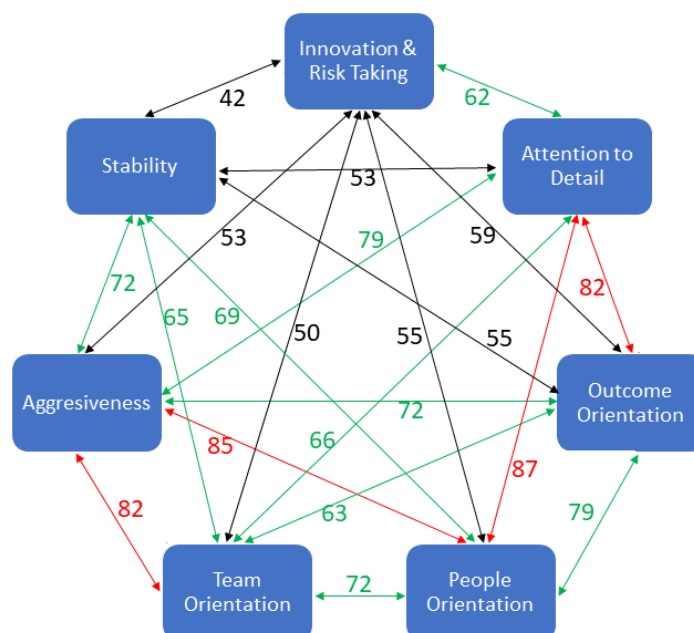 Innovation &
Risk Taking
42
62
Stability
Attention to
Detail
53
53
79
59
72
82
65
69
50
55
55
Aggresiveness
Outcome
Orientation
72
85
66
87
82
63
79
Team
Orientation
72
People
Orientation